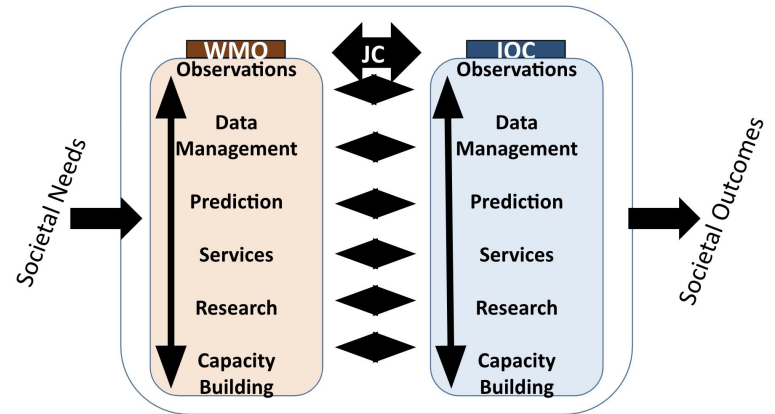 WMO
JC
IOC
Observations
Data
Management
Prediction
Services
Research
Capacity
Building
Observations
Data
Management
Prediction
Services
Research
Capacity
Building
Societal Needs
Societal Outcomes